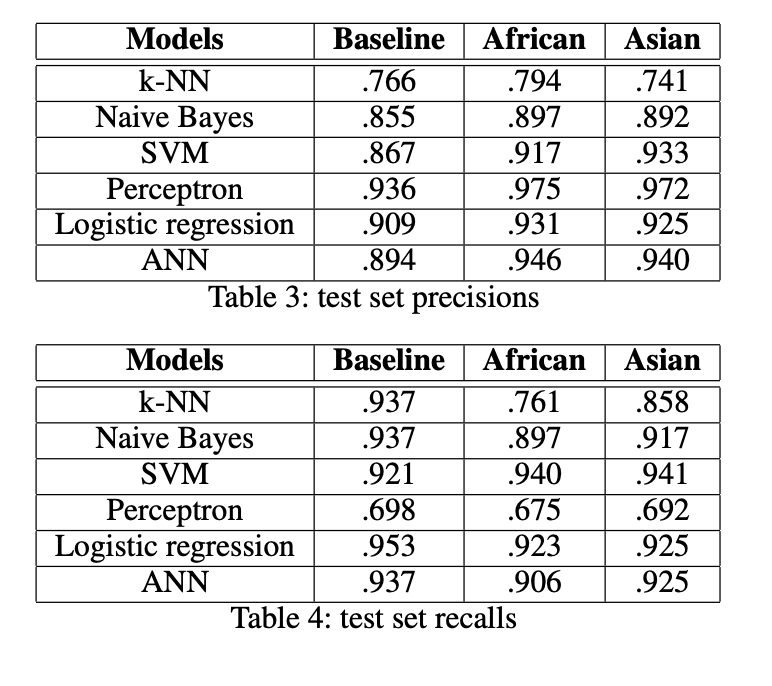 Models Baseline African Asian
k-NN .766 .794 .741
Naive Bayes .855 .897 .892
SVM .867 .917 .933
Perceptron .936 .975 .972
Logistic regression .909 .931 .925
ANN .894 .946 .940
Table 3: test set precisions
Models Baseline African Asian
k-NN .937 .761 .858
Naive Bayes .937 .897 .917
SVM .921 .940 .941
Perceptron .698 .675 .692
Logistic regression .953 .923 .925
ANN .937 .906 .925
Table 4: test set recalls